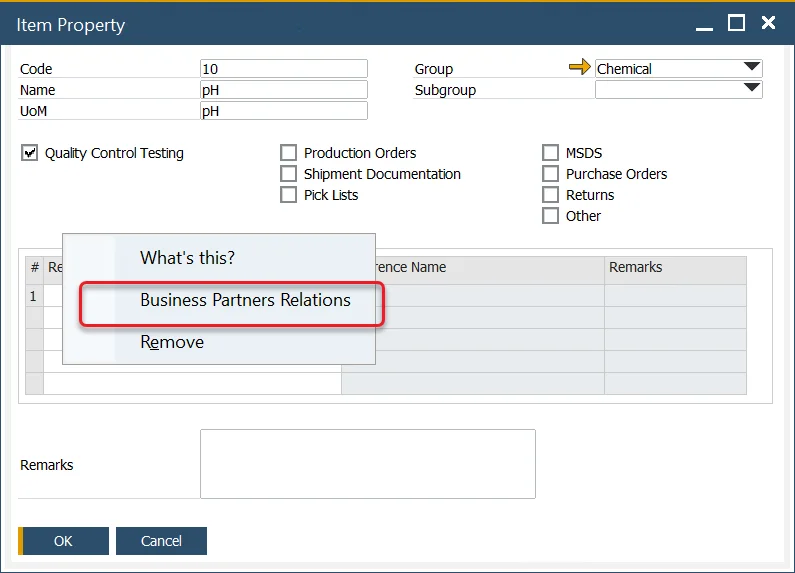 Item Property
Code 10 Group Chemical
Name pH Subgroup
UoM pH
Quality Control Testing Production Orders MSDS
Shipment Documentation Purchase Orders
Pick Lists Returns
Other
What's this?
# Re rence Name Remarks
1 Business Partners Relations
Remove
Remarks
OK Cancel